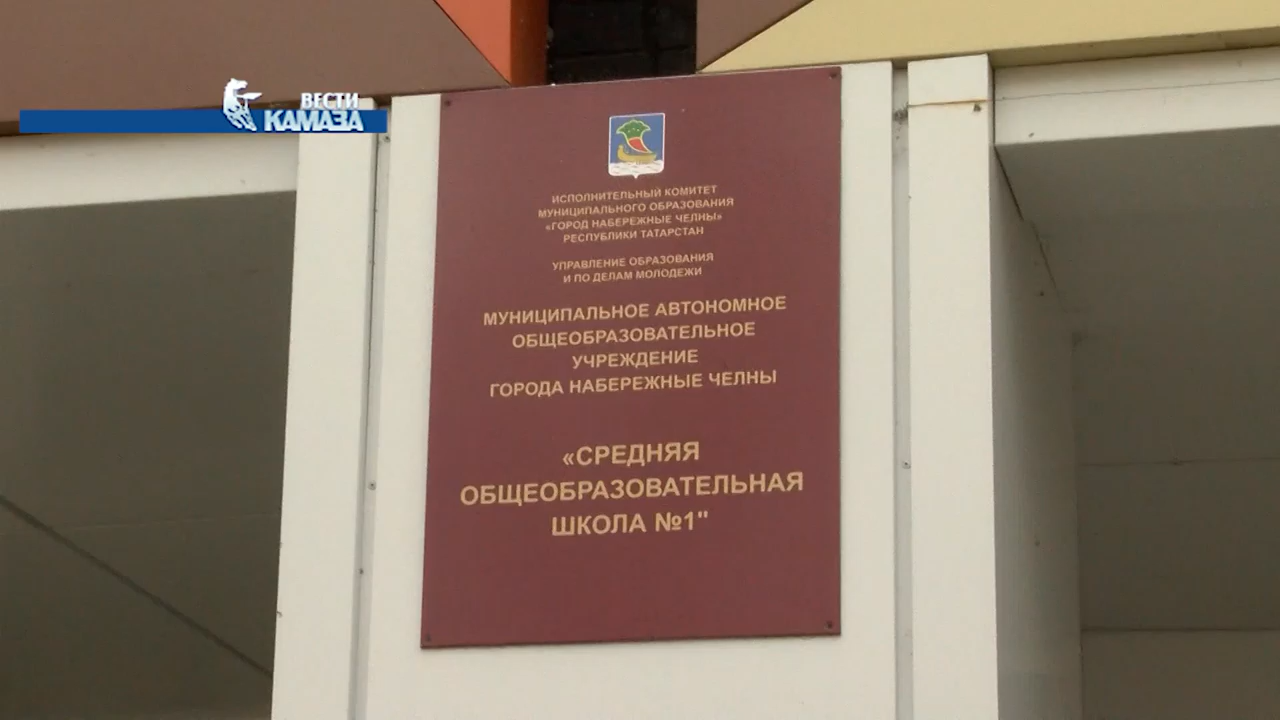 ВЕСТИ
КАМАЗА
ИСПОЛНИТЕЛЬНЫЙ КОМИТЕТ
МУНИЦИПАЛЬНОГО ОБРАЗОВАНИЯ
«ГОРОД НАБЕРЕЖНЫЕ ЧЕЛНЫ»
РЕСПУБЛИКИ ТАТАРСТАН
УПРАВЛЕНИЕ ОБРАЗОВАНИЯ
И ПО ДЕЛАМ МОЛОДЕЖИ
МУНИЦИПАЛЬНОЕ АВТОНОМНОЕ
ОБЩЕОБРАЗОВАТЕЛЬНОЕ
УЧРЕЖДЕНИЕ
ГОРОДА НАБЕРЕЖНЫЕ ЧЕЛНЫ
«СРЕДНЯЯ
ОБЩЕОБРАЗОВАТЕЛЬНАЯ
ШКОЛА №1"